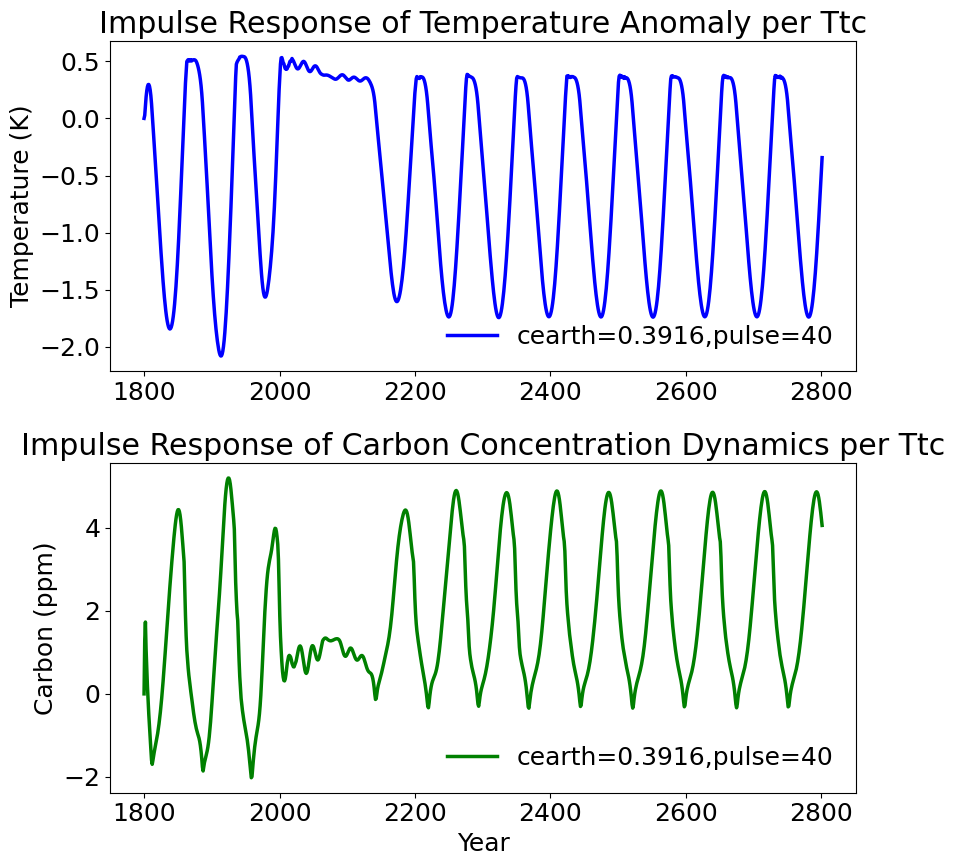 Impulse Response of Temperature Anomaly per Ttc
0.5
0.0
−0.5
−1.0
−1.5
−2.0
Temperature (K)
cearth=0.3916,pulse=40
1800 2000 2200 2400 2600 2800
Impulse Response of Carbon Concentration Dynamics per Ttc
4
2
0
−2
Carbon (ppm)
cearth=0.3916,pulse=40
1800 2000 2200 2400 2600 2800
Year